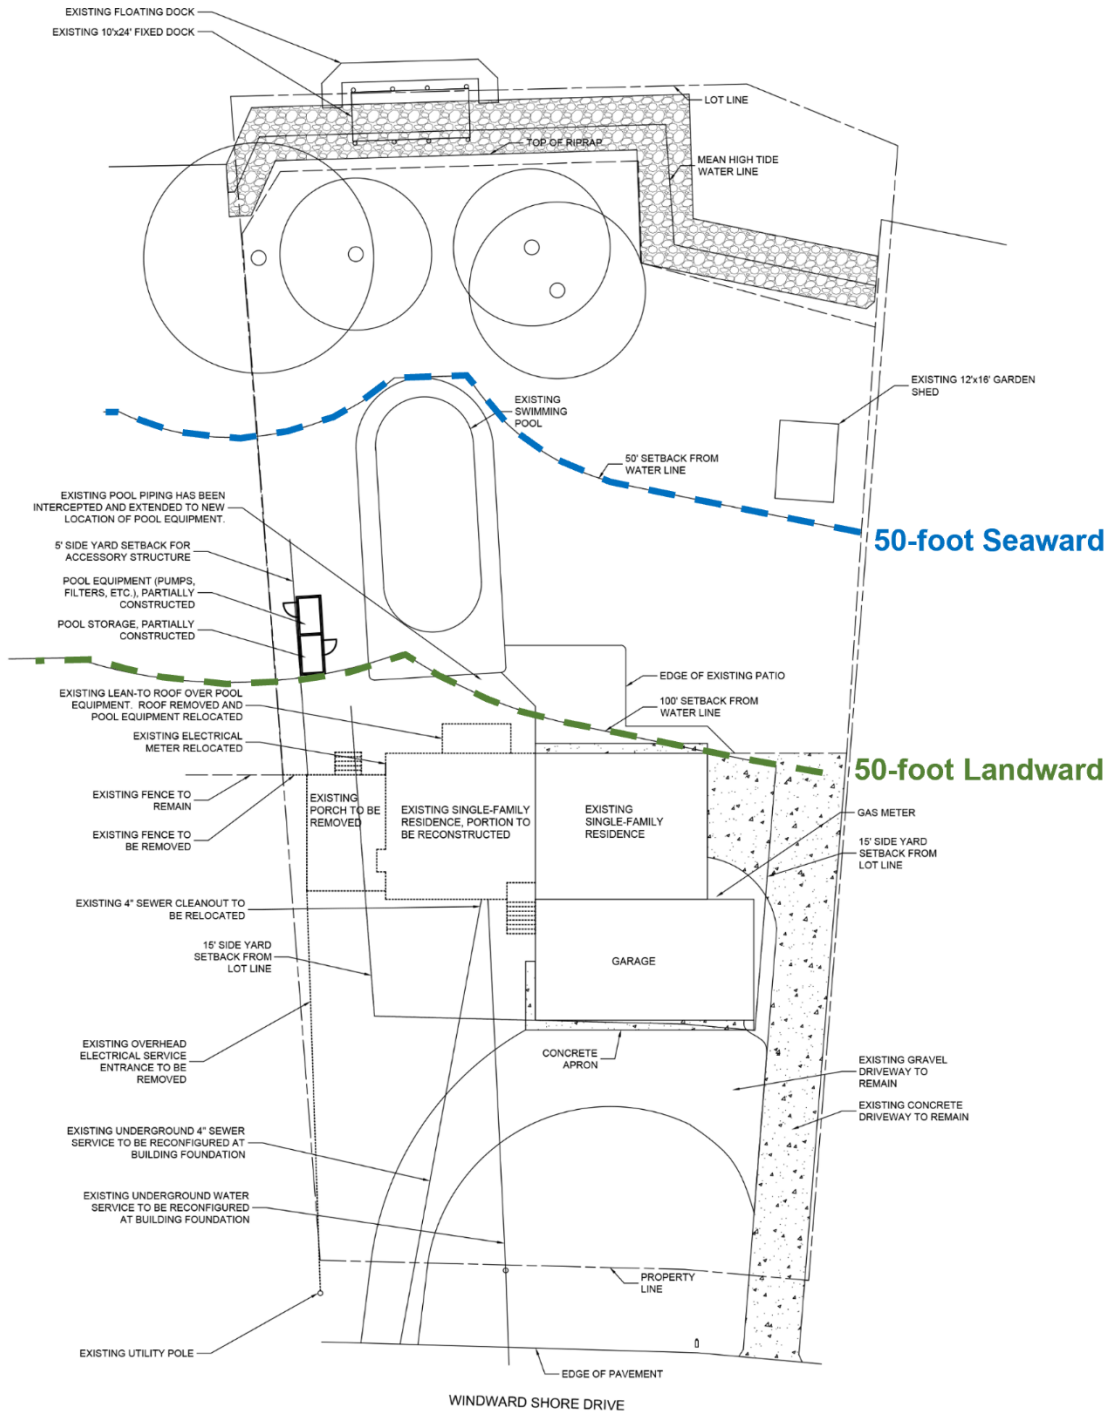 EXISTING FLOATING DOCK
EXISTING 10'x24' FIXED DOCK
LOT LINE
TOP OF RIPRAP
MEAN HIGH TIDE
WATER LINE
EXISTING 12'x16' GARDEN
SHED
EXISTING
SWIMMING
POOL
50' SETBACK FROM
WATER LINE
EXISTING POOL PIPING HAS BEEN
INTERCEPTED AND EXTENDED TO NEW
LOCATION OF POOL EQUIPMENT.
50-foot Seaward
5' SIDE YARD SETBACK FOR
ACCESSORY STRUCTURE
POOL EQUIPMENT (PUMPS,
FILTERS, ETC.), PARTIALLY
CONSTRUCTED
POOL STORAGE, PARTIALLY
CONSTRUCTED
EDGE OF EXISTING PATIO
EXISTING LEAN-TO ROOF OVER POOL
EQUIPMENT. ROOF REMOVED AND
POOL EQUIPMENT RELOCATED
100' SETBACK FROM
WATER LINE
EXISTING ELECTRICAL
METER RELOCATED
50-foot Landward
EXISTING FENCE TO
REMAIN
EXISTING
PORCH TO BE
REMOVED
EXISTING SINGLE-FAMILY
RESIDENCE, PORTION TO
BE RECONSTRUCTED
EXISTING
SINGLE-FAMILY
RESIDENCE
GAS METER
EXISTING FENCE TO
BE REMOVED
15' SIDE YARD
SETBACK FROM
LOT LINE
EXISTING 4" SEWER CLEANOUT TO
BE RELOCATED
15' SIDE YARD
SETBACK FROM
LOT LINE
GARAGE
EXISTING OVERHEAD
ELECTRICAL SERVICE
ENTRANCE TO BE
REMOVED
CONCRETE
APRON
EXISTING GRAVEL
DRIVEWAY TO
REMAIN
EXISTING CONCRETE
DRIVEWAY TO REMAIN
EXISTING UNDERGROUND 4" SEWER
SERVICE TO BE RECONFIGURED AT
BUILDING FOUNDATION
EXISTING UNDERGROUND WATER
SERVICE TO BE RECONFIGURED
AT BUILDING FOUNDATION
PROPERTY
LINE
EXISTING UTILITY POLE
EDGE OF PAVEMENT
WINDWARD SHORE DRIVE